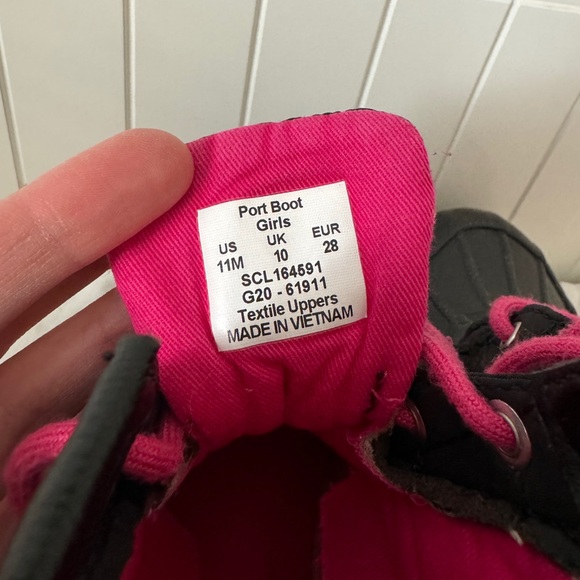 Port Boot
Girls
US UK EUR
11M 10 28
SCL164591
G20 - 61911
Textile Uppers
MADE IN VIETNAM